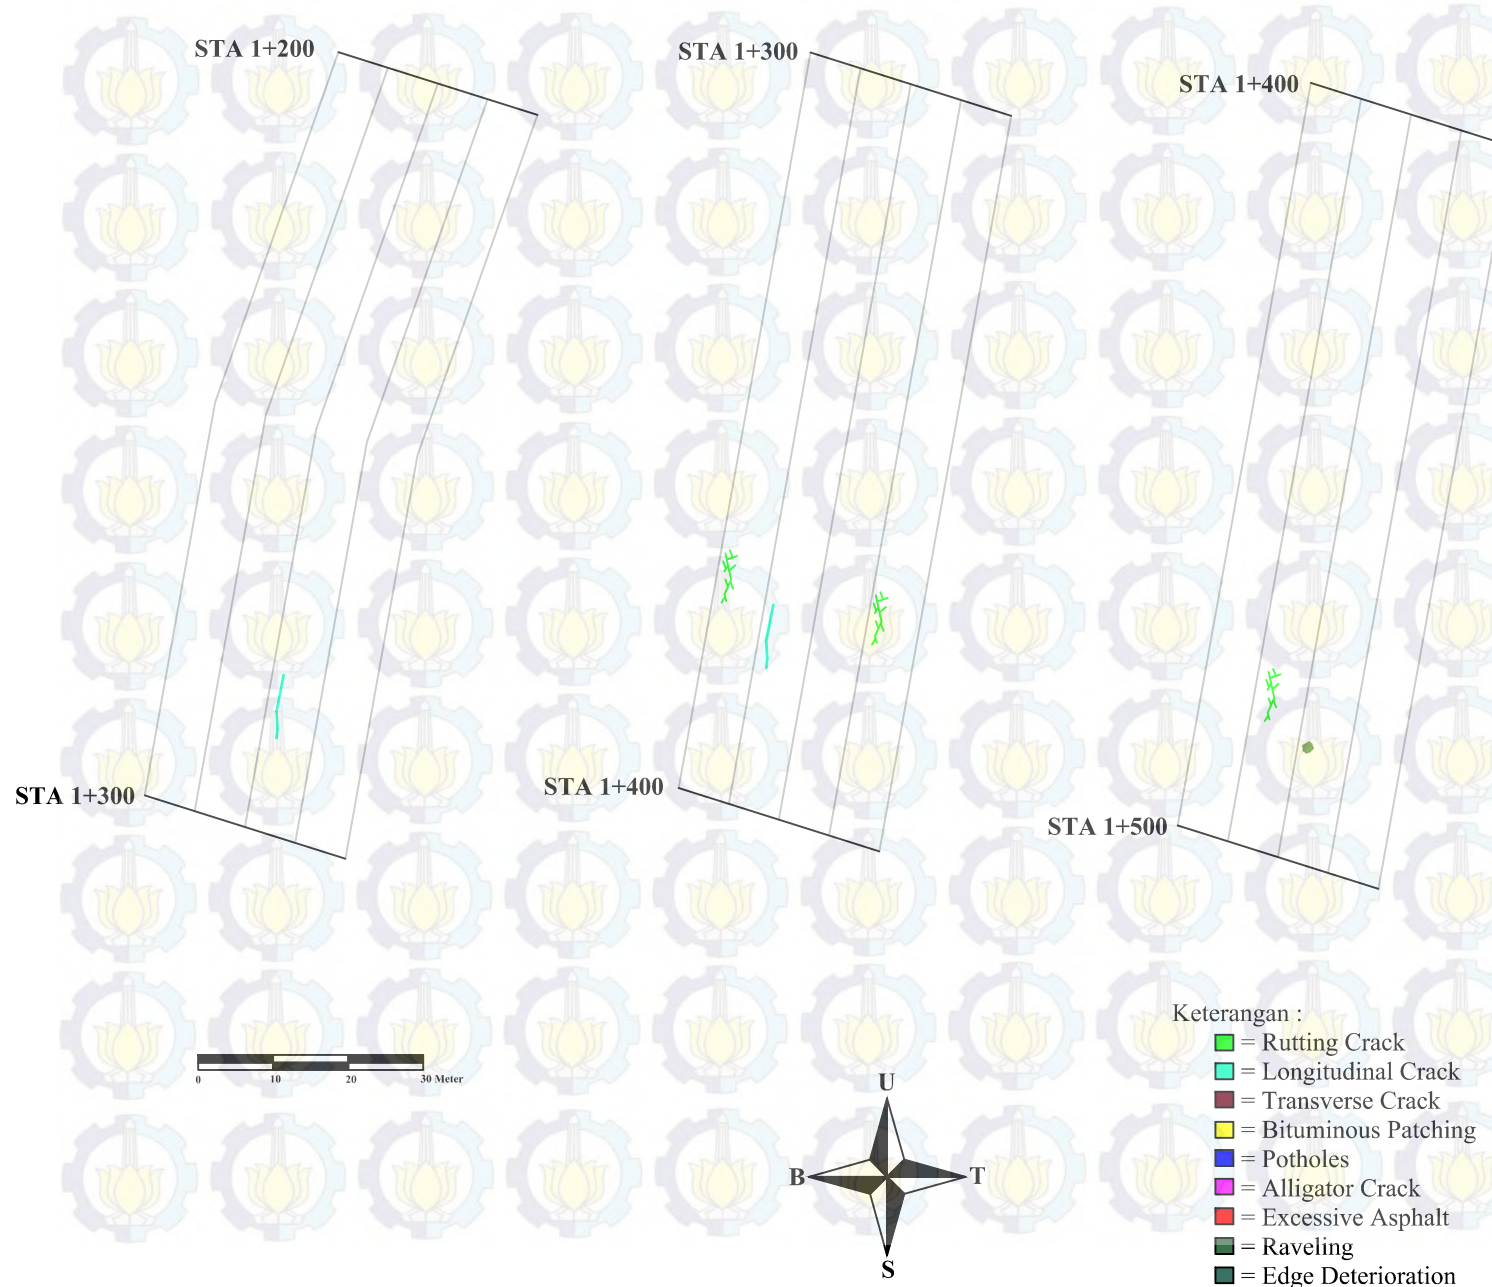 STA 1+200
STA 1+300
STA 1+400
STA 1+300
STA 1+400
STA 1+500
0 10 20 30 Meter
U
B
T
S
Keterangan :
= Rutting Crack
= Longitudinal Crack
= Transverse Crack
= Bituminous Patching
= Potholes
= Alligator Crack
= Excessive Asphalt
= Raveling
= Edge Deterioration